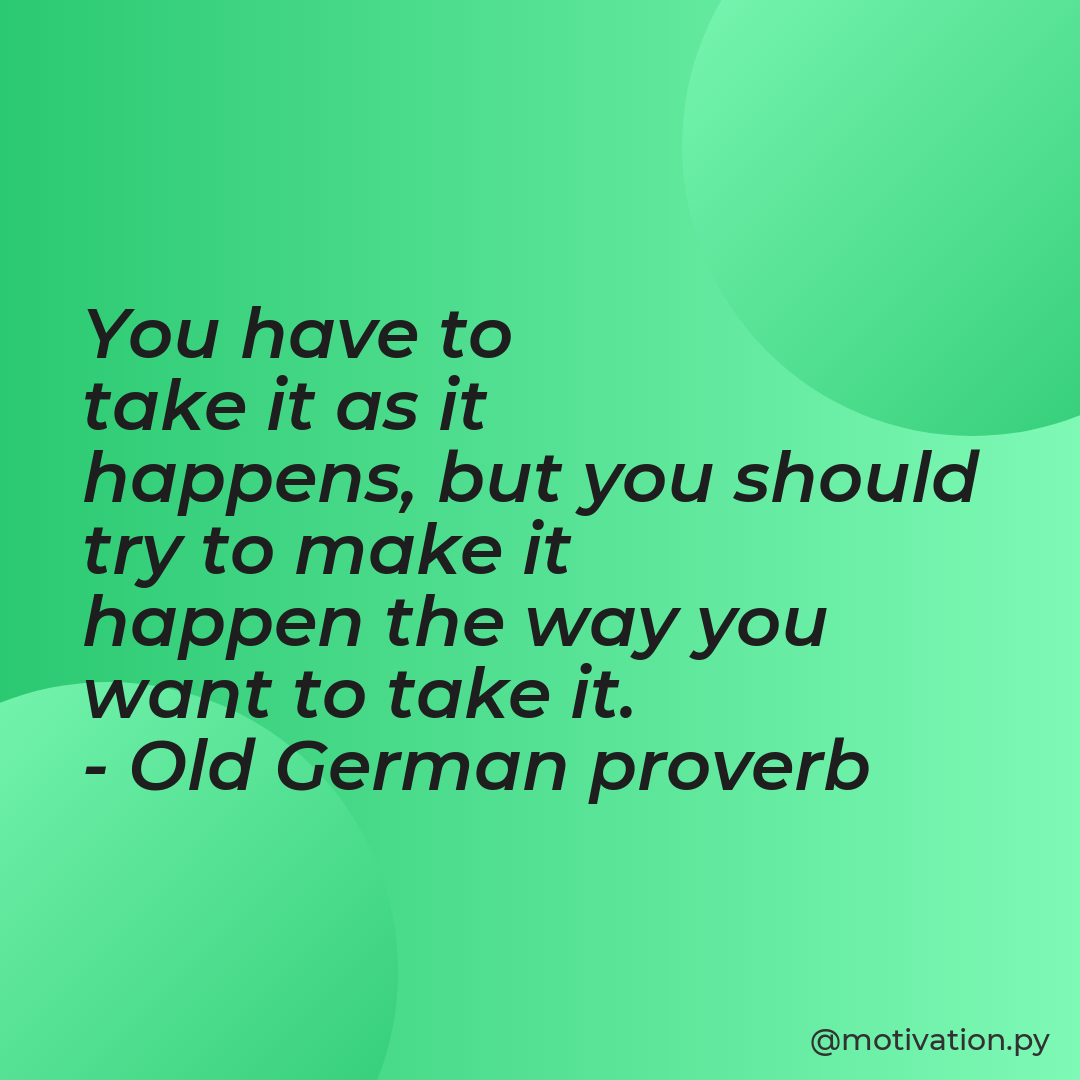 You have to
take it as it
happens, but you should
try to make it
happen the way you
want to take it.
- Old German proverb
@motivation.py